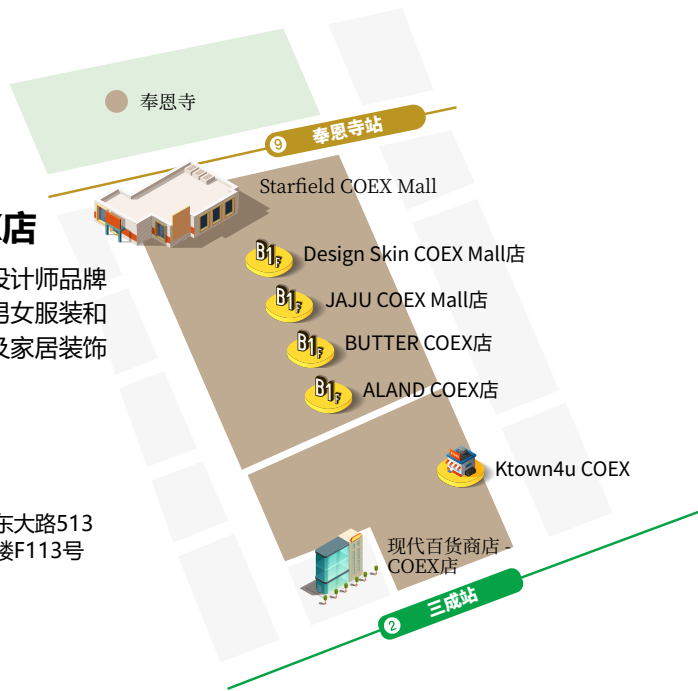 奉恩寺
9 奉恩寺站
Starfield COEX Mall
店
设计师品牌
男女服装和
及家居装饰
B1F Design Skin COEX Mall店
B1F JAJU COEX Mall店
B1F BUTTER COEX店
B1F ALAND COEX店
Ktown4u COEX
东大路513
楼F113号
现代百货商店 -
COEX店
2 三成站